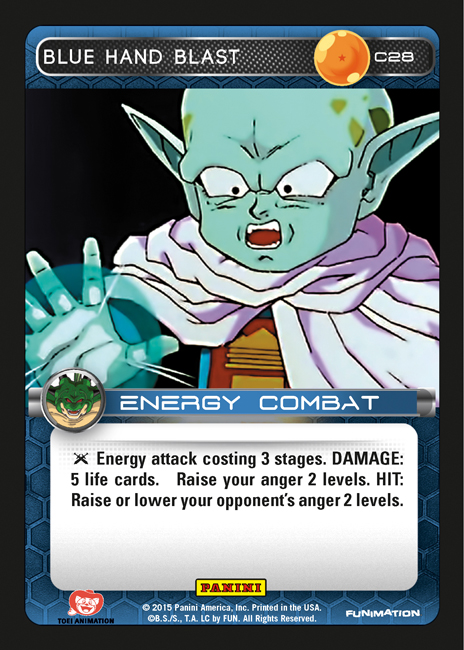 BLUE HAND BLAST C28
ENERGY COMBAT
Energy attack costing 3 stages. DAMAGE:
5 life cards. Raise your anger 2 levels. HIT:
Raise or lower your opponent's anger 2 levels.
PANINI
TOEI ANIMATION
© 2015 Panini America, Inc. Printed in the USA.
©B.S./S., T.A. LC by FUN. All Rights Reserved.
FUNIMATION